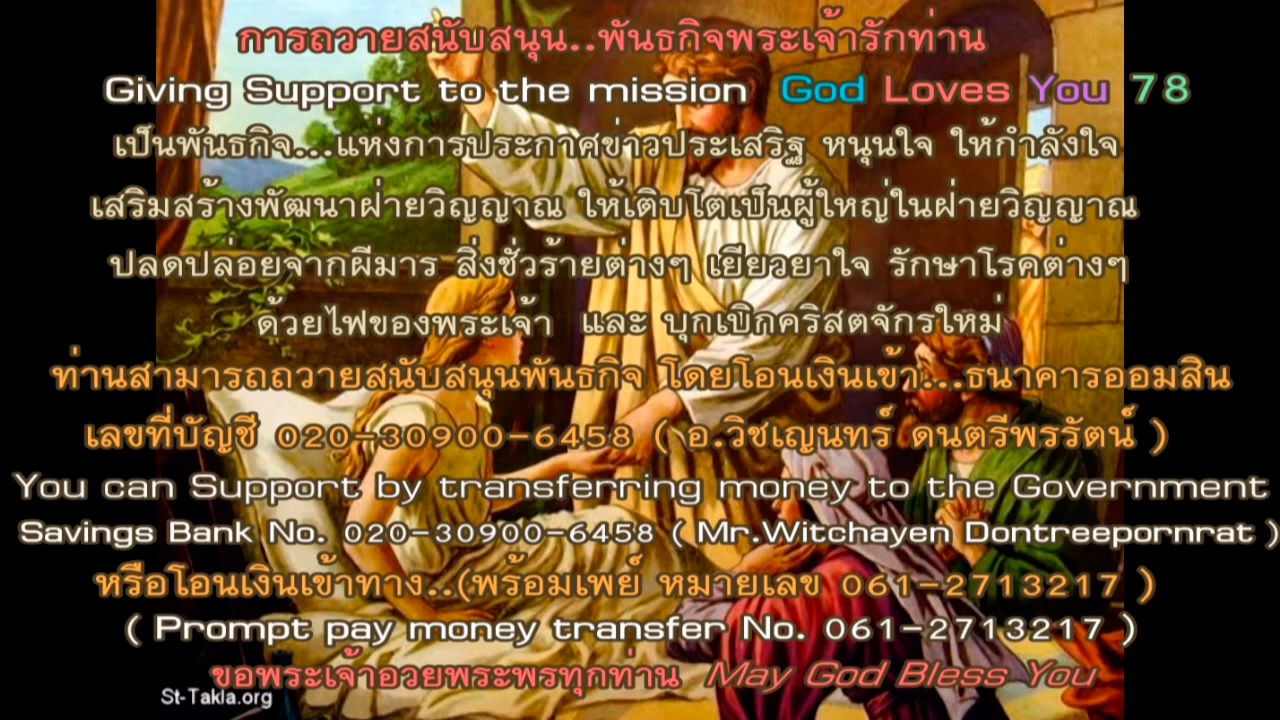 การถวายสนับสนุน..พันธกิจพระเจ้ารักท่าน
Giving Support to the mission God Loves You 78
เป็นพันธกิจ...แห่งการประกาศข่าวประเสริฐ หนุนใจ ให้กำลังใจ
เสริมสร้างพัฒนาฝ่ายวิญญาณ ให้เติบโตเป็นผู้ใหญ่ในฝ่ายวิญญาณ
ปลดปล่อยจากผีมาร สิ่งชั่วร้ายต่างๆ เยียวยาใจ รักษาโรคต่างๆ
ด้วยไฟของพระเจ้า และ บุกเบิกคริสตจักรใหม่
ท่านสามารถถวายสนับสนุนพันธกิจ โดยโอนเงินเข้า...ธนาคารออมสิน
เลขที่บัญชี 020-30900-6458 ( อ.วิชเญนทร์ ดนตรีพรรัตน์ )
You can Support by transferring money to the Government
Savings Bank No. 020-30900-6458 ( Mr.Witchayen Dontreepornrat )
หรือโอนเงินเข้าทาง..(พร้อมเพย์ หมายเลข 061-2713217 )
( Prompt pay money transfer No. 061-2713217 )
ขอพระเจ้าอวยพระพรทุกท่าน May God Bless You
St-Takla.org